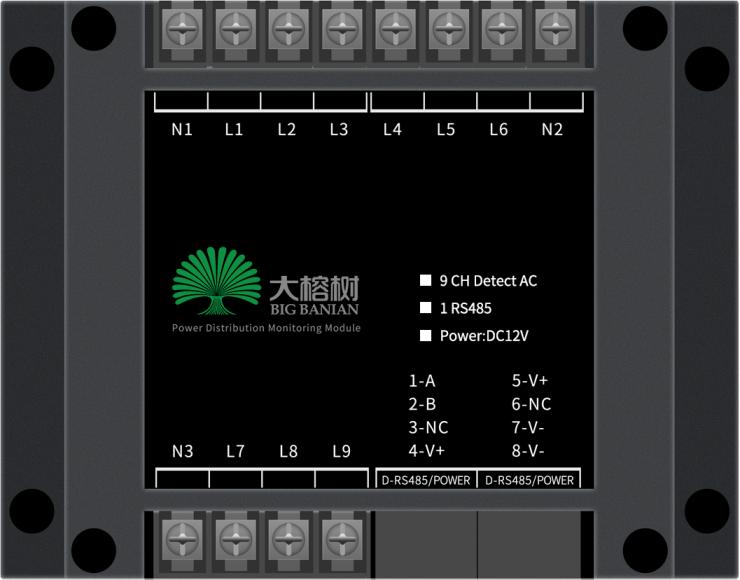 N1 L1 L2 L3 L4 L5 L6 N2
大榕树
BIG BANIAN
Power Distribution Monitoring Module
9 CH Detect AC
1 RS485
Power:DC12V
1-A 5-V+
2-B 6-NC
3-NC 7-V-
4-V+ 8-V-
N3 L7 L8 L9
D-RS485/POWER D-RS485/POWER